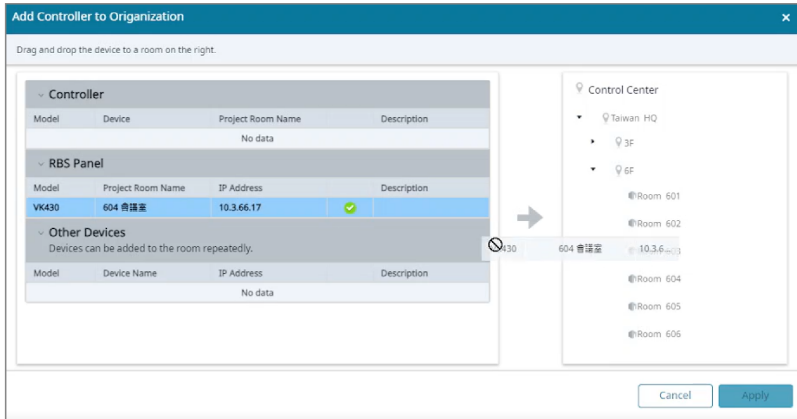 Add Controller to Origanization
Drag and drop the device to a room on the right.
Controller
Model Device Project Room Name Description
No data
RBS Panel
Model Project Room Name IP Address Description
VK430 604 會議室 10.3.66.17
Other Devices
Devices can be added to the room repeatedly.
Model Device Name IP Address Description
No data
430 604 會議室 10.3.6...
Control Center
Taiwan HQ
3F
6F
Room 601
Room 602
Room 604
Room 605
Room 606
Cancel Apply